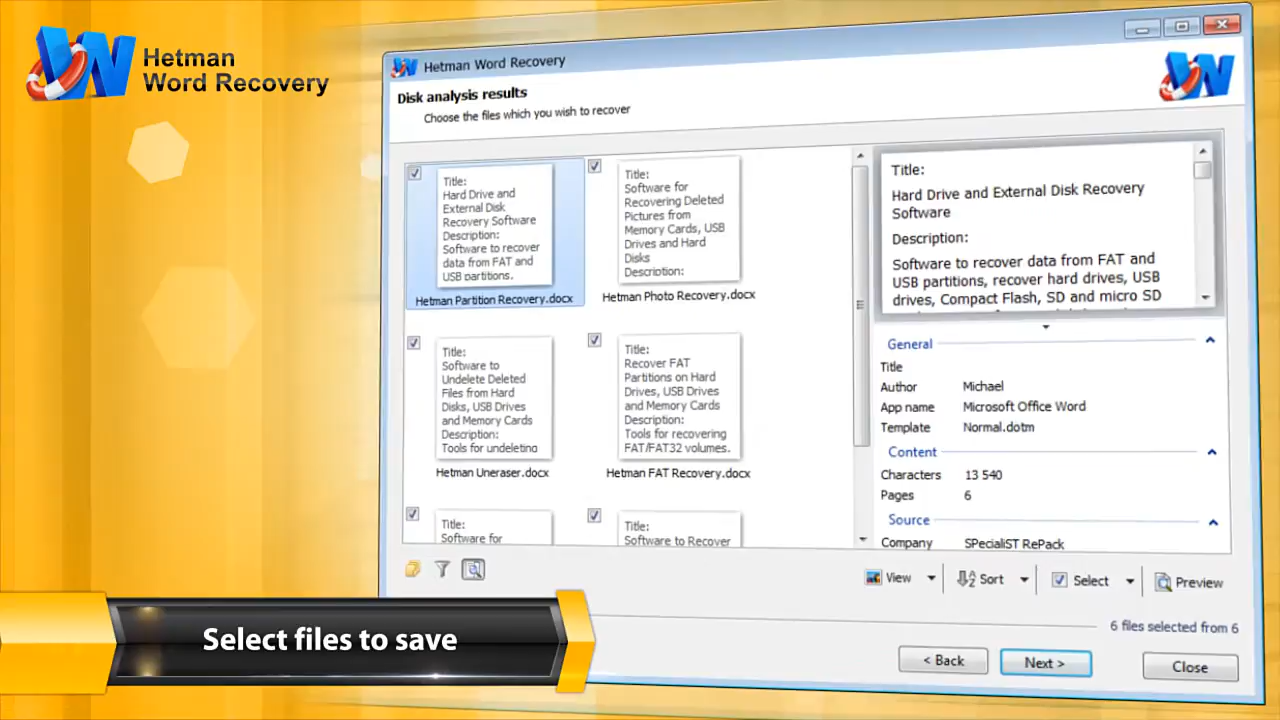 Hetman
Word Recovery
Hetman Word Recovery
Disk analysis results
Choose the files which you wish to recover
Title:
Hard Drive and
External Disk
Recovery Software
Description:
Software to recover
data from FAT and
USB partitions.
Hetman Partition Recovery.docx
Title:
Software for
Recovering Deleted
Pictures from
Memory Cards, USB
Drives and Hard
Disks
Description:
Hetman Photo Recovery.docx
Title:
Software to
Undelete Deleted
Files from Hard
Disks, USB Drives
and Memory Cards
Description:
Tools for undeleting
Hetman Uneraser.docx
Title:
Recover FAT
Partitions on Hard
Drives, USB Drives
and Memory Cards
Description:
Tools for recovering
FAT/FAT32 volumes.
Hetman FAT Recovery.docx
Title:
Software for
Title:
Software to Recover
Title:
Hard Drive and External Disk Recovery
Software
Description:
Software to recover data from FAT and
USB partitions, recover hard drives, USB
drives, Compact Flash, SD and micro SD
General
Title
Author Michael
App name Microsoft Office Word
Template Normal.dotm
Content
Characters 13 540
Pages 6
Source
Company SPecialiST RePack
View Sort Select Preview
6 files selected from 6
< Back Next > Close
Select files to save